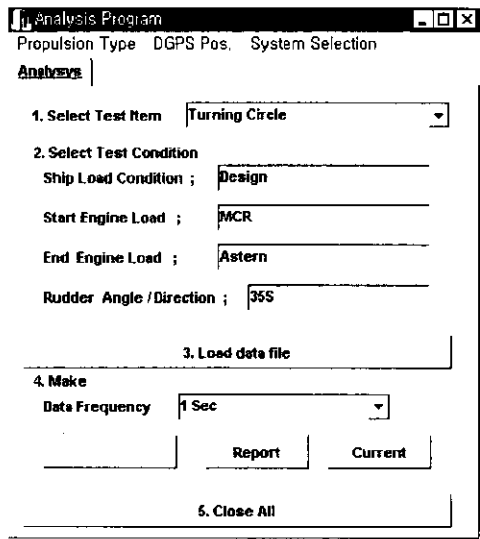 Analysis Program
Propulsion Type DGPS Pos. System Selection
Analysys
1. Select Test Item Turning Circle
2. Select Test Condition
Ship Load Condition ; Design
Start Engine Load ; MCR
End Engine Load ; Astern
Rudder Angle / Direction ; 35S
3. Load data file
4. Make
Data Frequency 1 Sec
Report Current
5. Close All